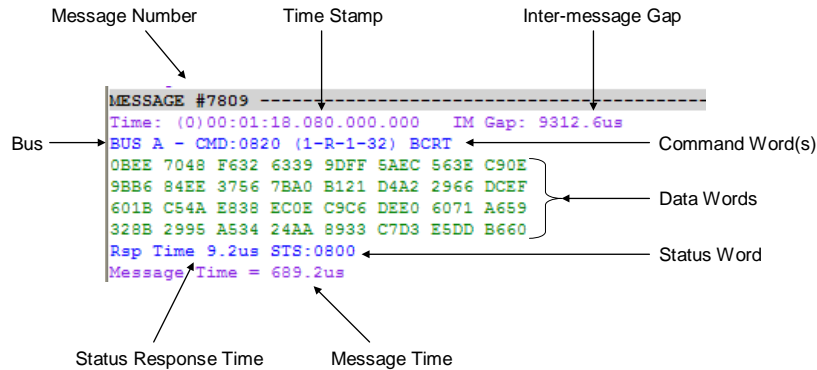 Message Number
Time Stamp
Inter-message Gap
MESSAGE #7809 ------------------------------------------------
Time: (0)00:01:18.080.000.000 IM Gap: 9312.6us
Bus
BUS A - CMD:0820 (1-R-1-32) BCRT
Command Word(s)
0BEE 7048 F632 6339 9DFF 5AEC 563E C90E
9BB6 84EE 3756 7BA0 B121 D4A2 2966 DCEF
Data Words
601B C54A E838 EC0E C9C6 DEE0 6071 A659
328B 2995 A534 24AA 8933 C7D3 E5DD B660
Rsp Time 9.2us STS:0800
Status Word
Message Time = 689.2us
Status Response Time
Message Time